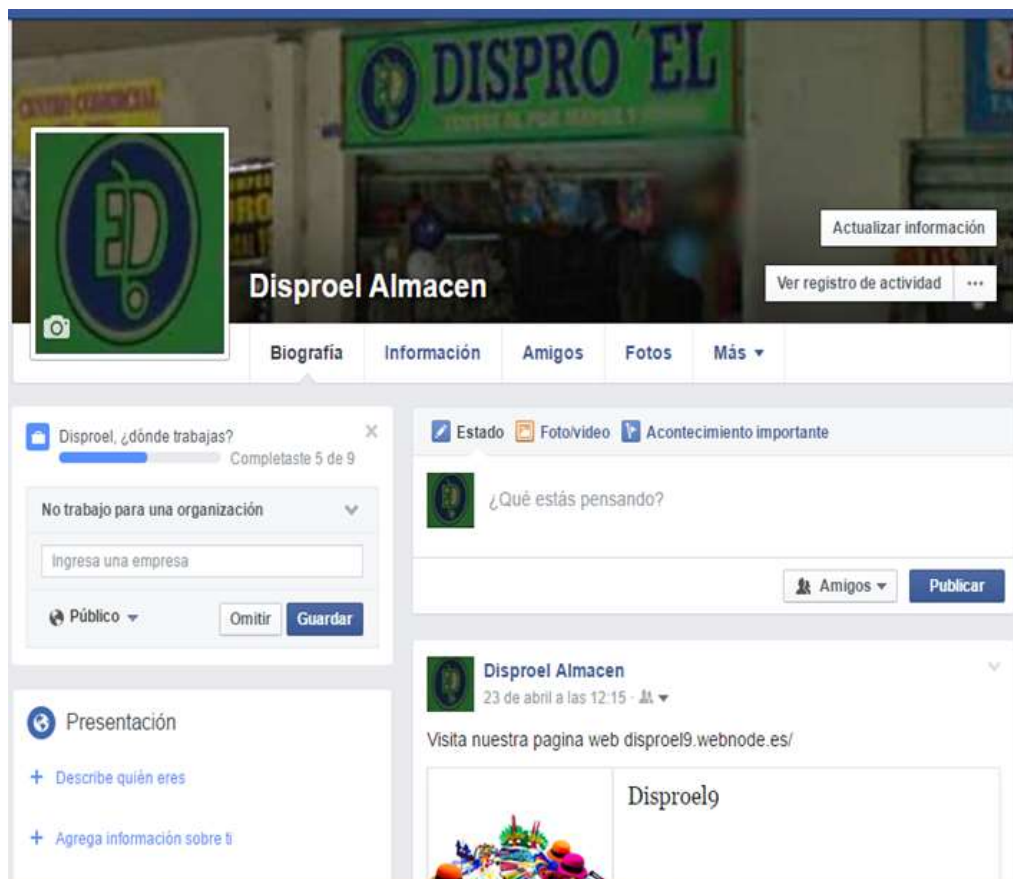 CENTRO COMERCIAL
DISPRO ´EL
Actualizar información
Disproel Almacen
Ver registro de actividad ...
Biografía Información Amigos Fotos Más
Disproel, ¿dónde trabajas?
Completaste 5 de 9
No trabajo para una organización
Ingresa una empresa
Público Omitir Guardar
Presentación
+ Describe quién eres
+ Agrega información sobre ti
Estado Foto/video Acontecimiento importante
¿Qué estás pensando?
Amigos Publicar
Disproel Almacen
23 de abril a las 12:15 ·
Visita nuestra pagina web disproel9.webnode.es/
Disproel9